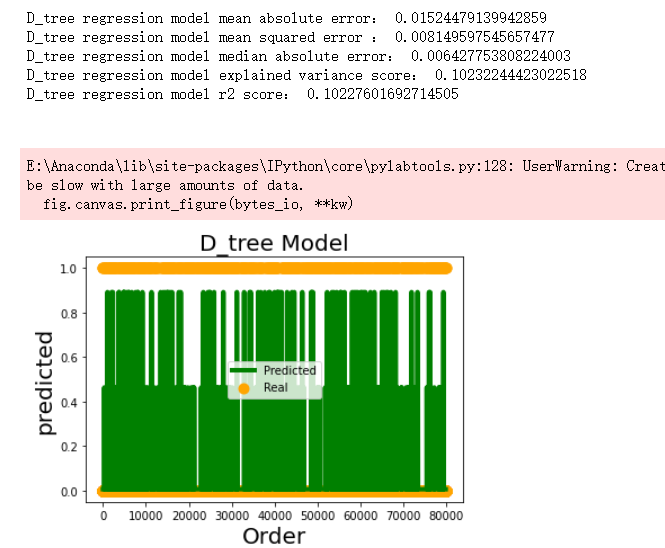 D_tree regression model mean absolute error： 0.01524479139942859
D_tree regression model mean squared error ： 0.008149597545657477
D_tree regression model median absolute error： 0.006427753808224003
D_tree regression model explained variance score： 0.10232244423022518
D_tree regression model r2 score： 0.10227601692714505
E:\Anaconda\lib\site-packages\IPython\core\pylabtools.py:128: UserWarning: Creat
be slow with large amounts of data.
fig.canvas.print_figure(bytes_io, **kw)
D_tree Model
1.0
0.8
0.6
0.4
0.2
0.0
predicted
Predicted
Real
0 10000 20000 30000 40000 50000 60000 70000 80000
Order